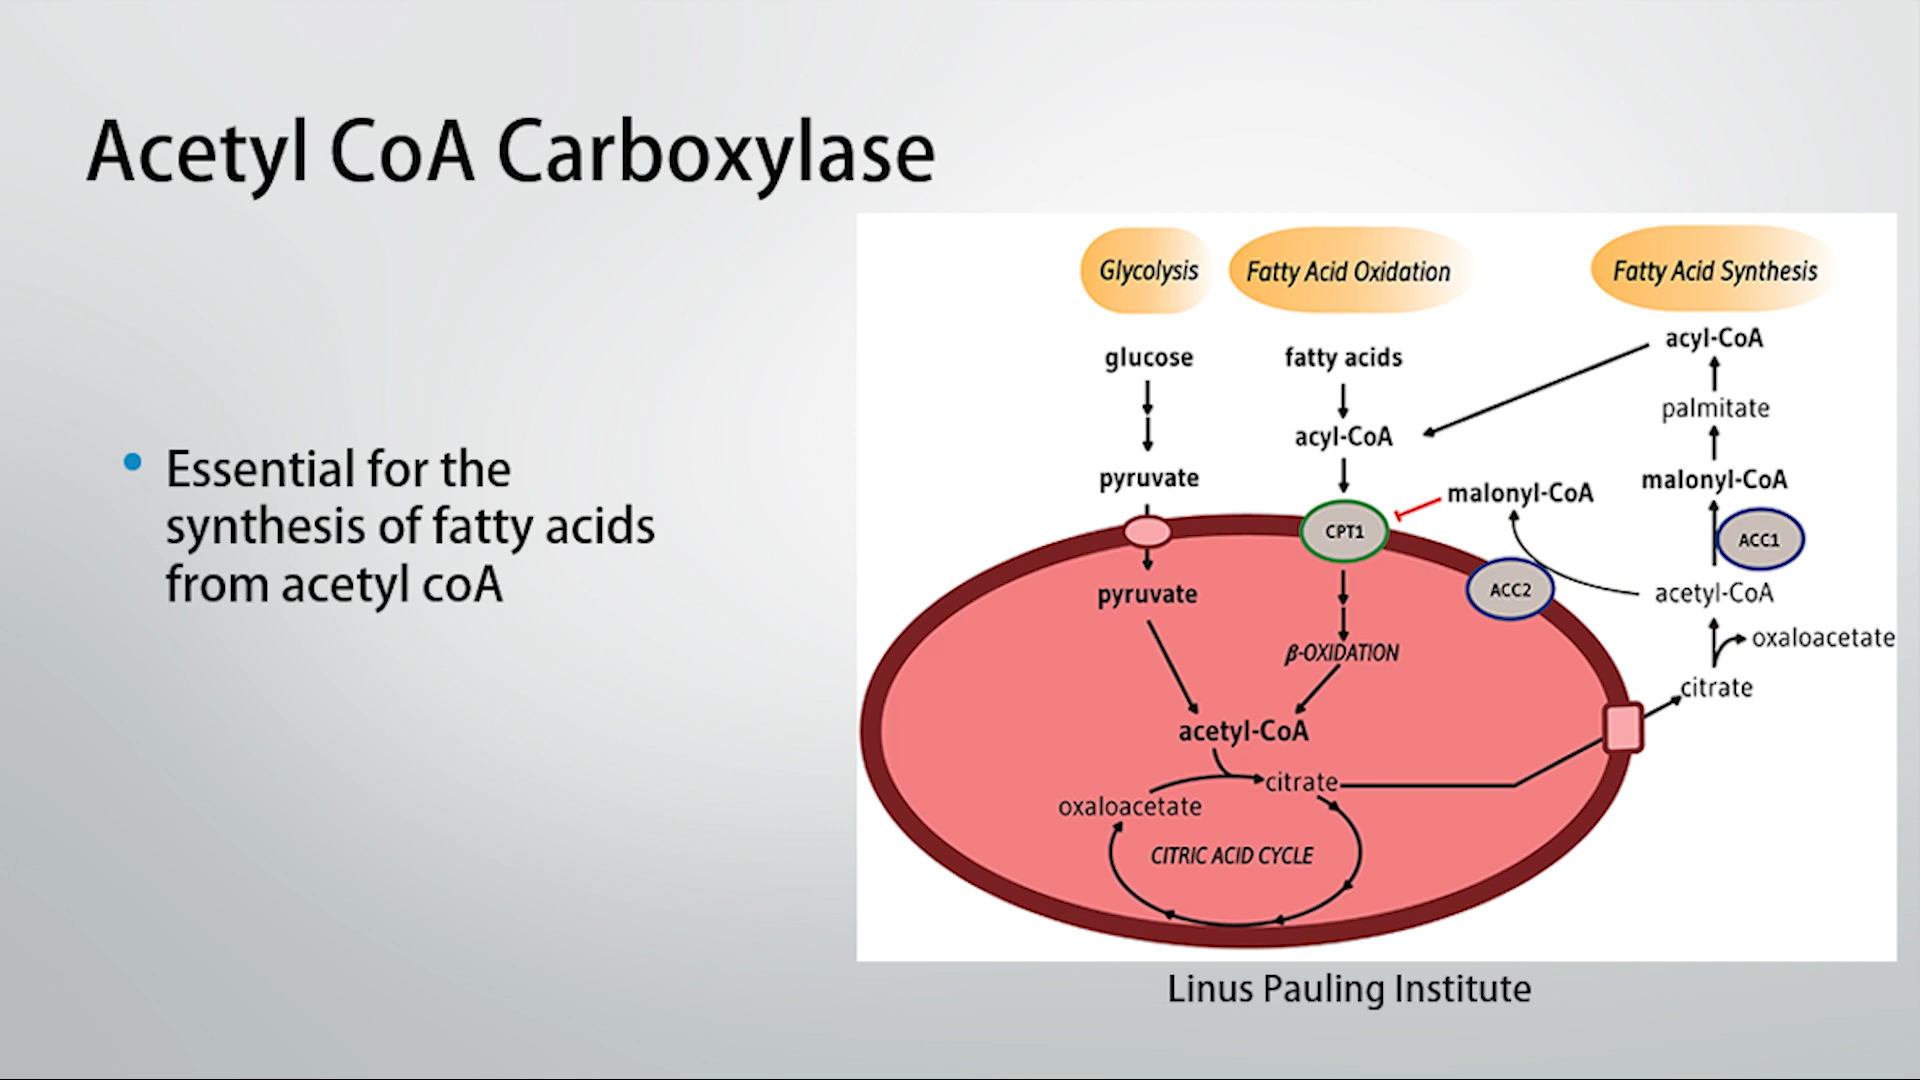 Acetyl CoA Carboxylase
• Essential for the
synthesis of fatty acids
from acetyl coA
Glycolysis
Fatty Acid Oxidation
Fatty Acid Synthesis
glucose
pyruvate
pyruvate
fatty acids
acyl-CoA
CPT1
β-OXIDATION
acetyl-CoA
citrate
oxaloacetate
CITRIC ACID CYCLE
acyl-CoA
palmitate
malonyl-CoA
malonyl-CoA
ACC1
ACC2
acetyl-CoA
oxaloacetate
citrate
Linus Pauling Institute